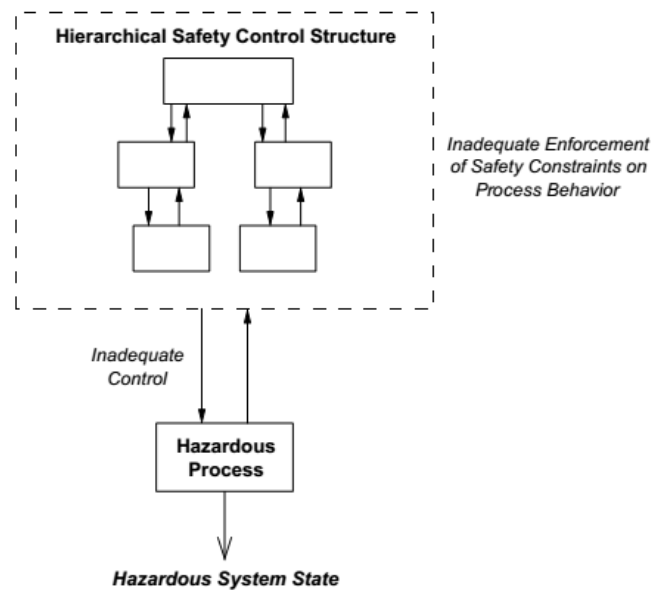 Hierarchical Safety Control Structure
Inadequate Enforcement
of Safety Constraints on
Process Behavior
Inadequate
Control
Hazardous
Process
Hazardous System State